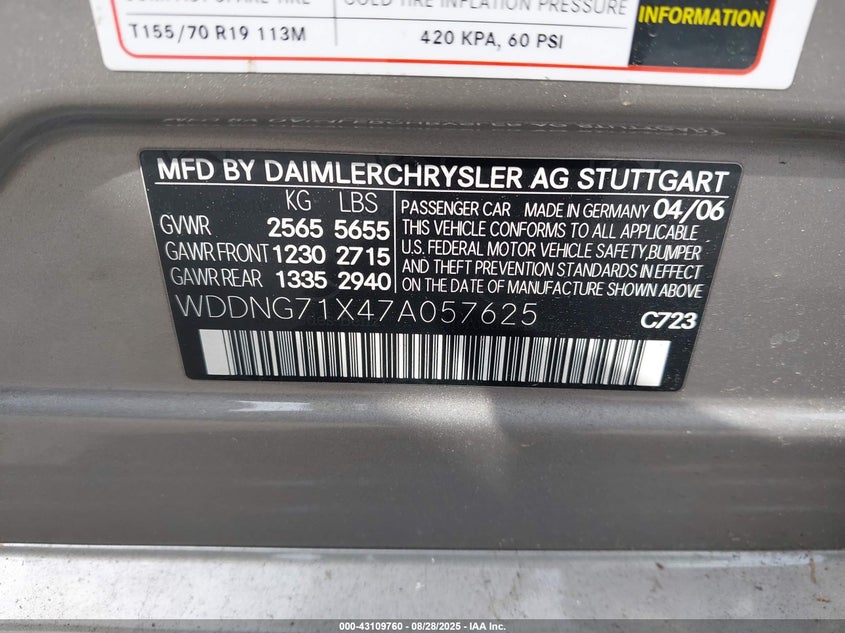 COLD TIRE INFLATION PRESSURE
T155/70 R19 113M
420 KPA, 60 PSI
INFORMATION
MFD BY DAIMLERCHRYSLER AG STUTTGART
KG LBS
GVWR 2565 5655
GAWR FRONT 1230 2715
GAWR REAR 1335 2940
PASSENGER CAR MADE IN GERMANY 04/06
THIS VEHICLE CONFORMS TO ALL APPLICABLE
U.S. FEDERAL MOTOR VEHICLE SAFETY,BUMPER
AND THEFT PREVENTION STANDARDS IN EFFECT
ON THE DATE OF MANUFACTURE SHOWN ABOVE
WDDNG71X47A057625
C723
000-43109760 - 08/28/2025 - IAA Inc.